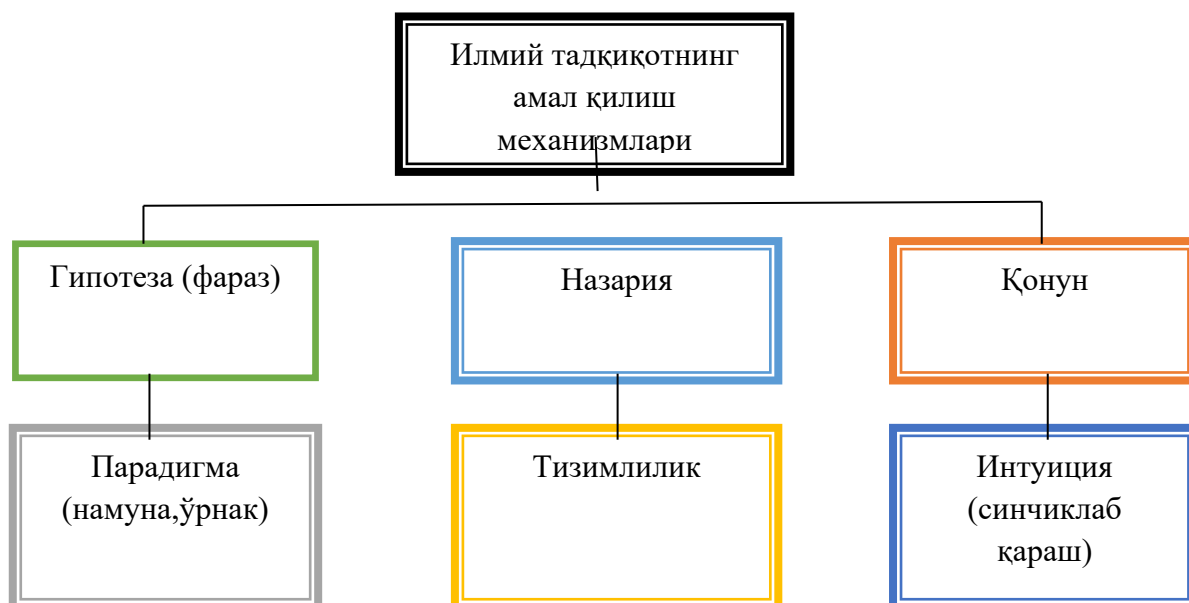 Илмий тадқиқотнинг
амал қилиш
механизмлари
Гипотеза (фараз)
Назария
Қонун
Парадигма
(намуна,ўрнак)
Тизимлилик
Интуиция
(синчиклаб
қараш)